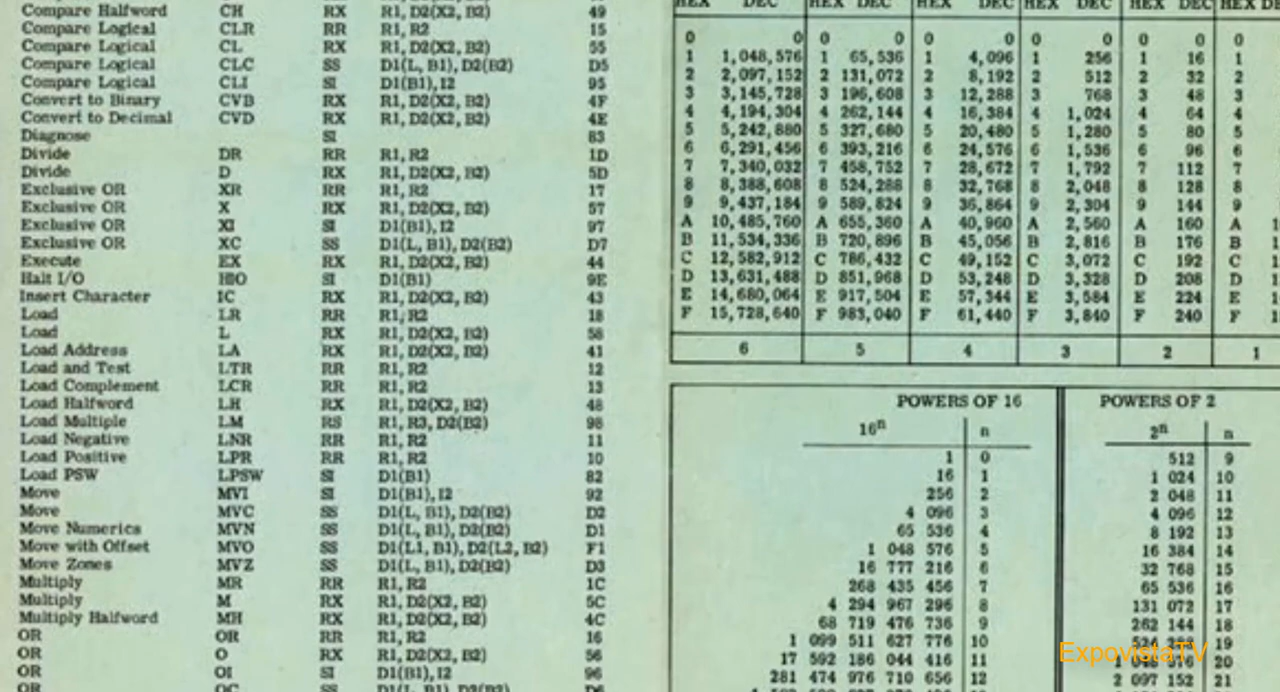 Compare Halfword CH RX R1, D2(X2, B2) 49
Compare Logical CLR RR R1, R2 15
Compare Logical CL RX R1, D2(X2, B2) 55
Compare Logical CLC SS D1(L, B1), D2(B2) D5
Compare Logical CLI SI D1(B1), I2 95
Convert to Binary CVB RX R1, D2(X2, B2) 4F
Convert to Decimal CVD RX R1, D2(X2, B2) 4E
Diagnose SI 83
Divide DR RR R1, R2 1D
Divide D RX R1, D2(X2, B2) 5D
Exclusive OR XR RR R1, R2 17
Exclusive OR X RX R1, D2(X2, B2) 57
Exclusive OR XI SI D1(B1), I2 97
Exclusive OR XC SS D1(L, B1), D2(B2) D7
Execute EX RX R1, D2(X2, B2) 44
Halt I/O HIO SI D1(B1) 9E
Insert Character IC RX R1, D2(X2, B2) 43
Load LR RR R1, R2 18
Load L RX R1, D2(X2, B2) 58
Load Address LA RX R1, D2(X2, B2) 41
Load and Test LTR RR R1, R2 12
Load Complement LCR RR R1, R2 13
Load Halfword LH RX R1, D2(X2, B2) 48
Load Multiple LM RS R1, R3, D2(B2) 98
Load Negative LNR RR R1, R2 11
Load Positive LPR RR R1, R2 10
Load PSW LPSW SI D1(B1) 82
Move MVI SI D1(B1), I2 92
Move MVC SS D1(L, B1), D2(B2) D2
Move Numerics MVN SS D1(L, B1), D2(B2) D1
Move with Offset MVO SS D1(L1, B1), D2(L2, B2) F1
Move Zones MVZ SS D1(L, B1), D2(B2) D3
Multiply MR RR R1, R2 1C
Multiply M RX R1, D2(X2, B2) 5C
Multiply Halfword MH RX R1, D2(X2, B2) 4C
OR OR RR R1, R2 16
OR O RX R1, D2(X2, B2) 56
OR OI SI D1(B1), I2 96
OR OC SS D1(L, B1), D2(B2) D6
HEX DEC HEX DEC HEX DEC HEX DEC HEX DEC HEX
0 0 0 0 0 0 0 0 0 0 0
1 1,048,576 1 65,536 1 4,096 1 256 1 16 1
2 2,097,152 2 131,072 2 8,192 2 512 2 32 2
3 3,145,728 3 196,608 3 12,288 3 768 3 48 3
4 4,194,304 4 262,144 4 16,384 4 1,024 4 64 4
5 5,242,880 5 327,680 5 20,480 5 1,280 5 80 5
6 6,291,456 6 393,216 6 24,576 6 1,536 6 96 6
7 7,340,032 7 458,752 7 28,672 7 1,792 7 112 7
8 8,388,608 8 524,288 8 32,768 8 2,048 8 128 8
9 9,437,184 9 589,824 9 36,864 9 2,304 9 144 9
A 10,485,760 A 655,360 A 40,960 A 2,560 A 160 A
B 11,534,336 B 720,896 B 45,056 B 2,816 B 176 B
C 12,582,912 C 786,432 C 49,152 C 3,072 C 192 C
D 13,631,488 D 851,968 D 53,248 D 3,328 D 208 D
E 14,680,064 E 917,504 E 57,344 E 3,584 E 224 E
F 15,728,640 F 983,040 F 61,440 F 3,840 F 240 F
6 5 4 3 2 1
POWERS OF 16
16n n
1 0
16 1
256 2
4 096 3
65 536 4
1 048 576 5
16 777 216 6
268 435 456 7
4 294 967 296 8
68 719 476 736 9
1 099 511 627 776 10
17 592 186 044 416 11
281 474 976 710 656 12
POWERS OF 2
2n n
512 9
1 024 10
2 048 11
4 096 12
8 192 13
16 384 14
32 768 15
65 536 16
131 072 17
262 144 18
19
20
2 097 152 21
ExpovistaTV